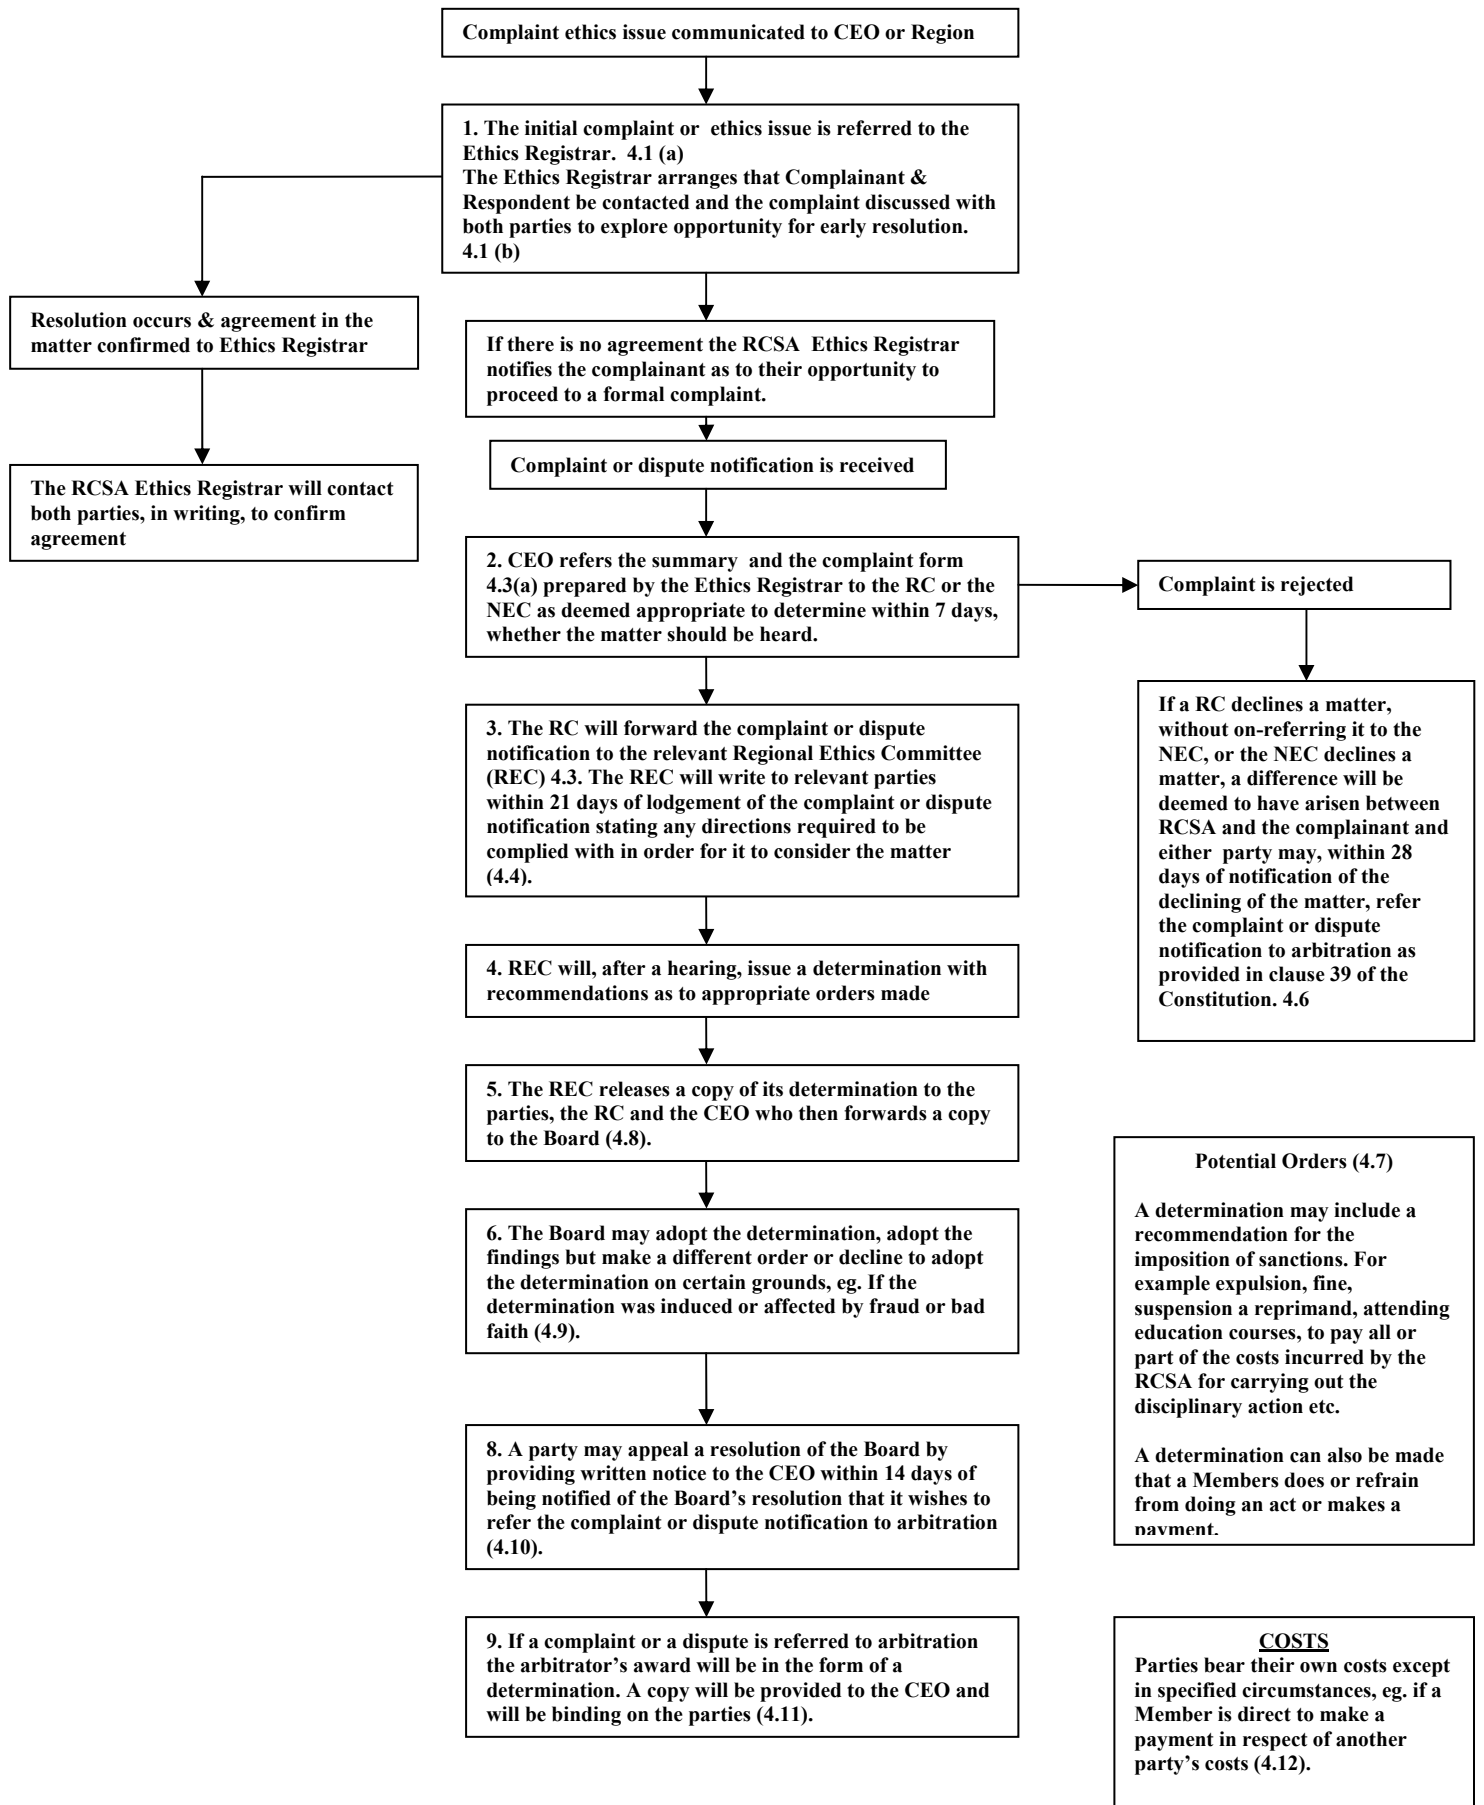 Complaint ethics issue communicated to CEO or Region
1. The initial complaint or ethics issue is referred to the
Ethics Registrar. 4.1 (a)
The Ethics Registrar arranges that Complainant &
Respondent be contacted and the complaint discussed with
both parties to explore opportunity for early resolution.
4.1 (b)
Resolution occurs & agreement in the
matter confirmed to Ethics Registrar
If there is no agreement the RCSA Ethics Registrar
notifies the complainant as to their opportunity to
proceed to a formal complaint.
Complaint or dispute notification is received
The RCSA Ethics Registrar will contact
both parties, in writing, to confirm
agreement
2. CEO refers the summary and the complaint form
4.3(a) prepared by the Ethics Registrar to the RC or the
NEC as deemed appropriate to determine within 7 days,
whether the matter should be heard.
Complaint is rejected
3. The RC will forward the complaint or dispute
notification to the relevant Regional Ethics Committee
(REC) 4.3. The REC will write to relevant parties
within 21 days of lodgement of the complaint or dispute
notification stating any directions required to be
complied with in order for it to consider the matter
(4.4).
If a RC declines a matter,
without on-referring it to the
NEC, or the NEC declines a
matter, a difference will be
deemed to have arisen between
RCSA and the complainant and
either party may, within 28
days of notification of the
declining of the matter, refer
the complaint or dispute
notification to arbitration as
provided in clause 39 of the
Constitution. 4.6
4. REC will, after a hearing, issue a determination with
recommendations as to appropriate orders made
5. The REC releases a copy of its determination to the
parties, the RC and the CEO who then forwards a copy
to the Board (4.8).
6. The Board may adopt the determination, adopt the
findings but make a different order or decline to adopt
the determination on certain grounds, eg. If the
determination was induced or affected by fraud or bad
faith (4.9).
Potential Orders (4.7)
A determination may include a
recommendation for the
imposition of sanctions. For
example expulsion, fine,
suspension a reprimand, attending
education courses, to pay all or
part of the costs incurred by the
RCSA for carrying out the
disciplinary action etc.
A determination can also be made
that a Members does or refrain
from doing an act or makes a
payment.
8. A party may appeal a resolution of the Board by
providing written notice to the CEO within 14 days of
being notified of the Board’s resolution that it wishes to
refer the complaint or dispute notification to arbitration
(4.10).
9. If a complaint or a dispute is referred to arbitration
the arbitrator’s award will be in the form of a
determination. A copy will be provided to the CEO and
will be binding on the parties (4.11).
COSTS
Parties bear their own costs except
in specified circumstances, eg. if a
Member is direct to make a
payment in respect of another
party’s costs (4.12).